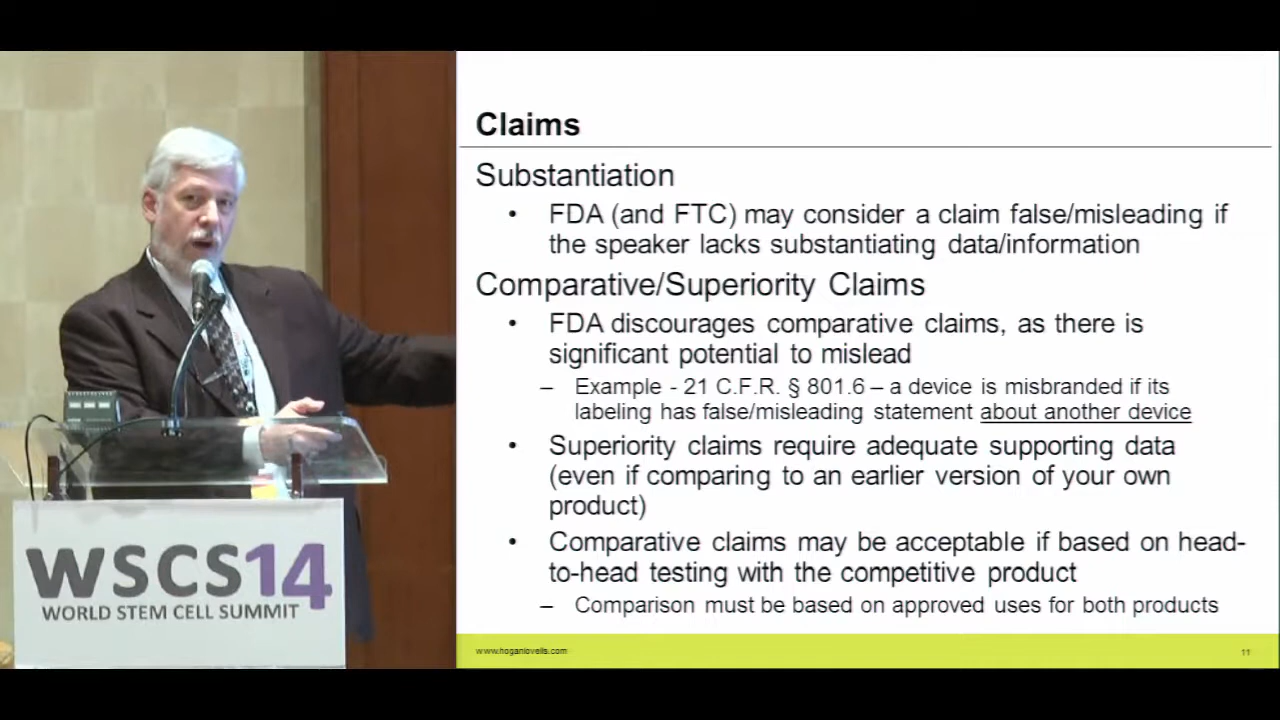 Claims
Substantiation
• FDA (and FTC) may consider a claim false/misleading if
the speaker lacks substantiating data/information
Comparative/Superiority Claims
• FDA discourages comparative claims, as there is
significant potential to mislead
– Example - 21 C.F.R. § 801.6 – a device is misbranded if its
labeling has false/misleading statement about another device
• Superiority claims require adequate supporting data
(even if comparing to an earlier version of your own
product)
• Comparative claims may be acceptable if based on head-
to-head testing with the competitive product
– Comparison must be based on approved uses for both products
www.hoganlovells.com
11
WSCS14
WORLD STEM CELL SUMMIT